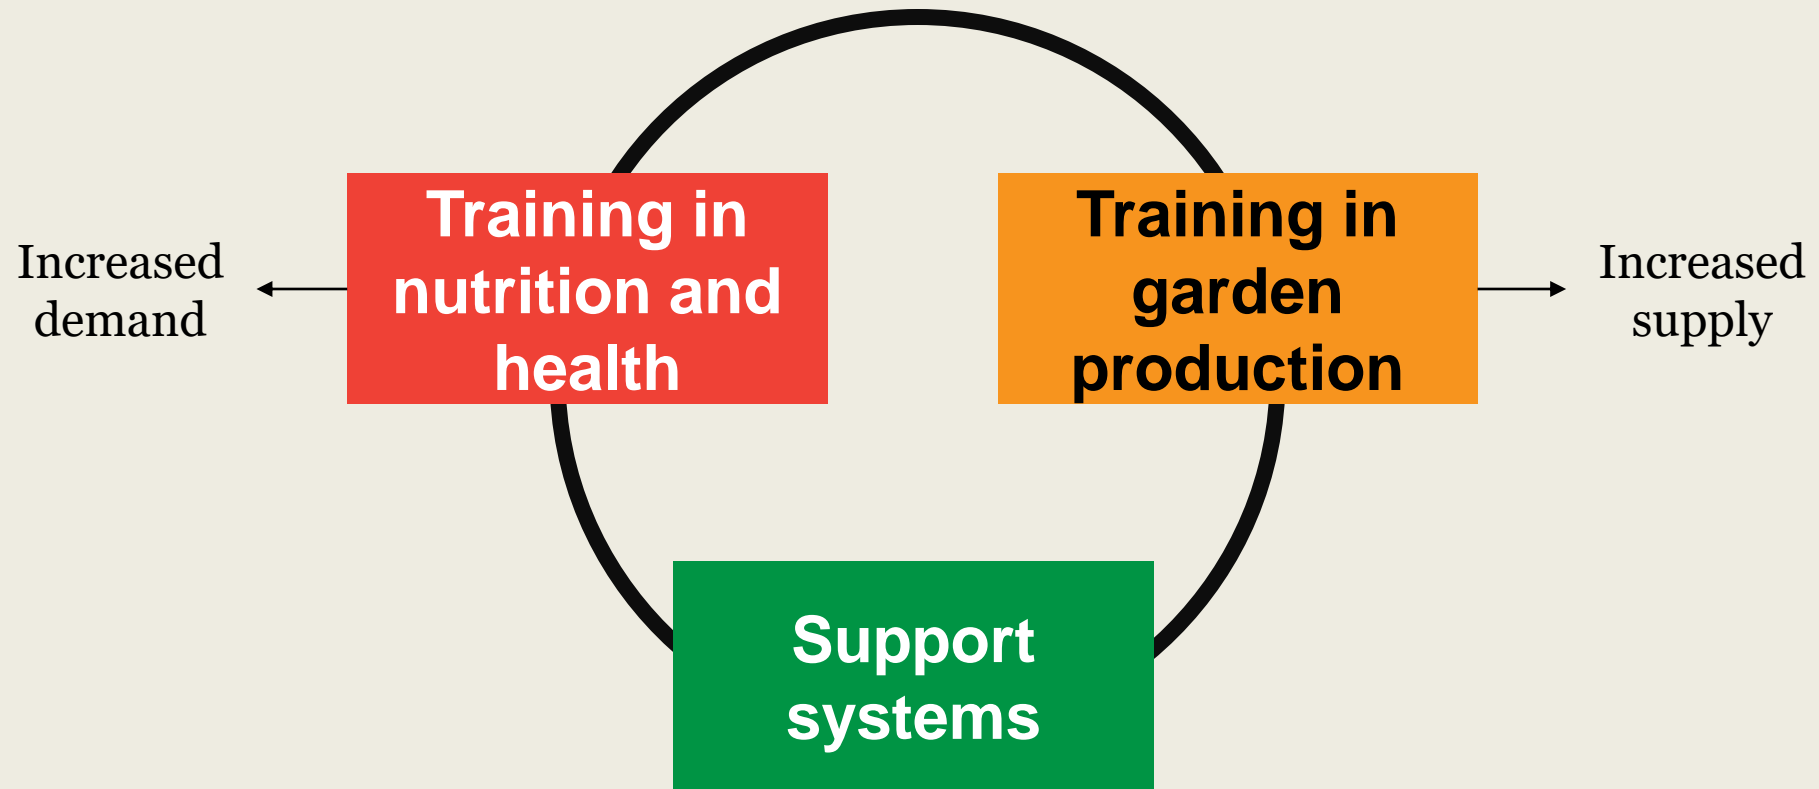 Increased
demand
Training in
nutrition and
health
Training in
garden
production
Increased
supply
Support
systems